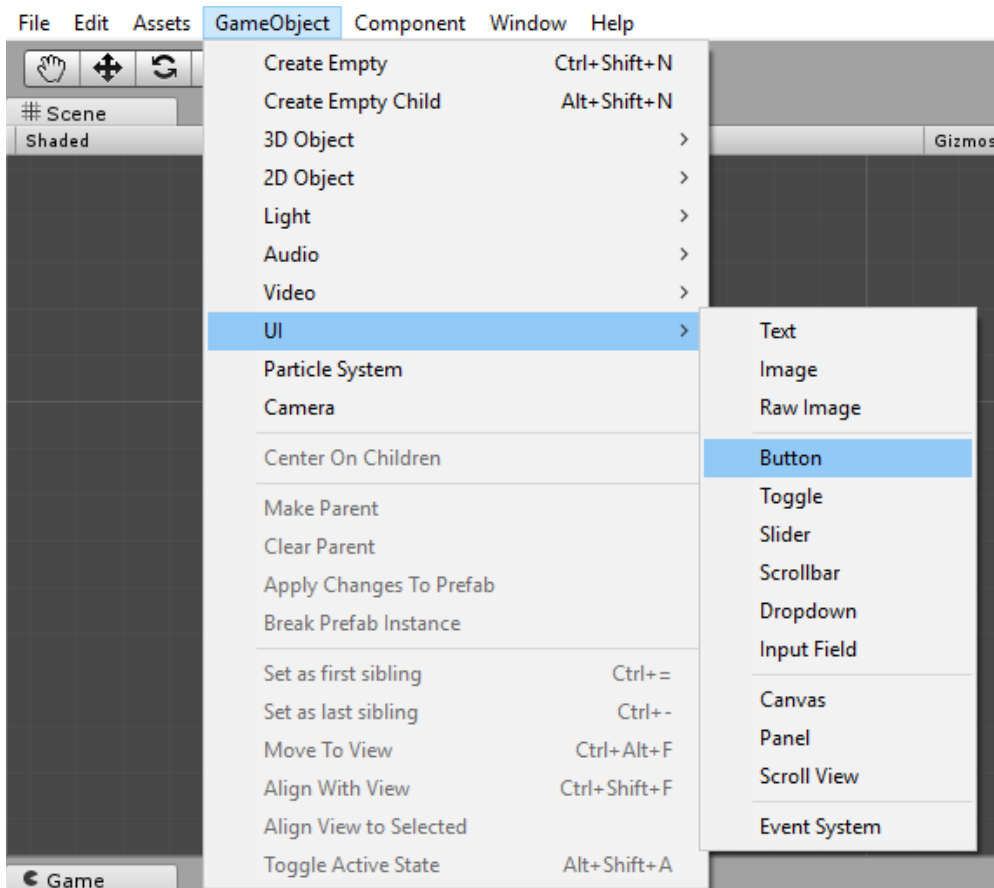 File Edit Assets GameObject Component Window Help
# Scene
Shaded
Gizmos
Create Empty Ctrl+Shift+N
Create Empty Child Alt+Shift+N
3D Object >
2D Object >
Light >
Audio >
Video >
UI >
Particle System
Camera
Center On Children
Make Parent
Clear Parent
Apply Changes To Prefab
Break Prefab Instance
Set as first sibling Ctrl+=
Set as last sibling Ctrl+-
Move To View Ctrl+Alt+F
Align With View Ctrl+Shift+F
Align View to Selected
Toggle Active State Alt+Shift+A
Text
Image
Raw Image
Button
Toggle
Slider
Scrollbar
Dropdown
Input Field
Canvas
Panel
Scroll View
Event System
Game